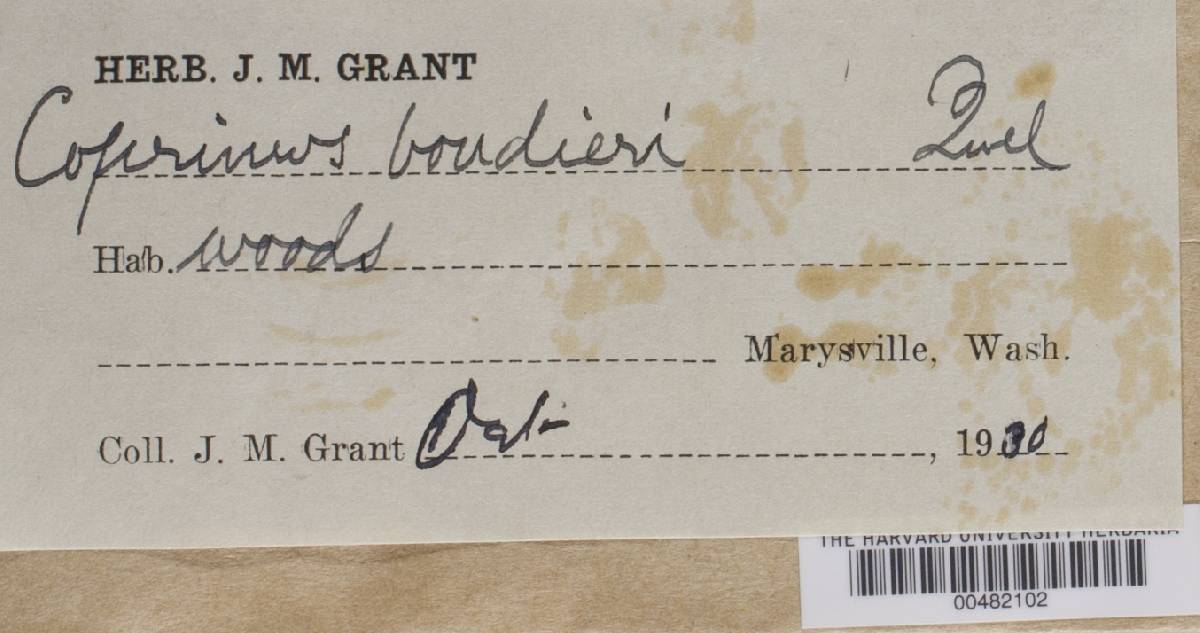 HERB. J. M. GRANT
Coprinus boudieri Quel
Hab. woods
Marysville, Wash.
Coll. J. M. Grant Oct- , 1930
THE HARVARD UNIVERSITY HERBARIA
00482102